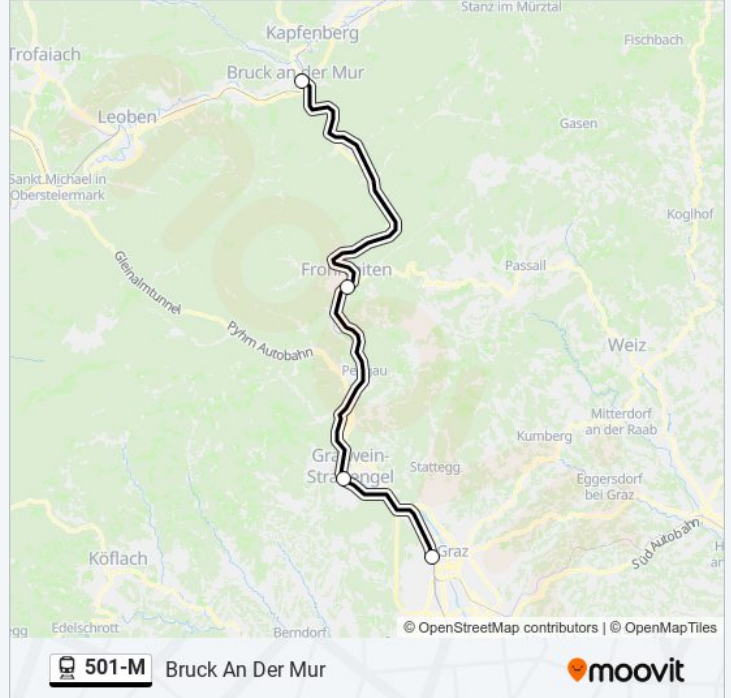 Stanz im Mürztal
Kapfenberg
Fischbach
Trofaiach
Bruck an der Mur
Leoben
Gasen
Sankt Michael in
Obersteiermark
Koglhof
Gleinalmtunnel
Frohnleiten
Passail
Pyhrn Autobahn
Weiz
Peggau
Mitterdorf
an der Raab
Kumberg
Gratwein-
Straßengel
Stattegg
Eggersdorf
bei Graz
Süd Autobahn
Graz
Köflach
Edelschrott
Berndorf
© OpenStreetMap contributors | © OpenMapTiles
501-M Bruck An Der Mur
moovit